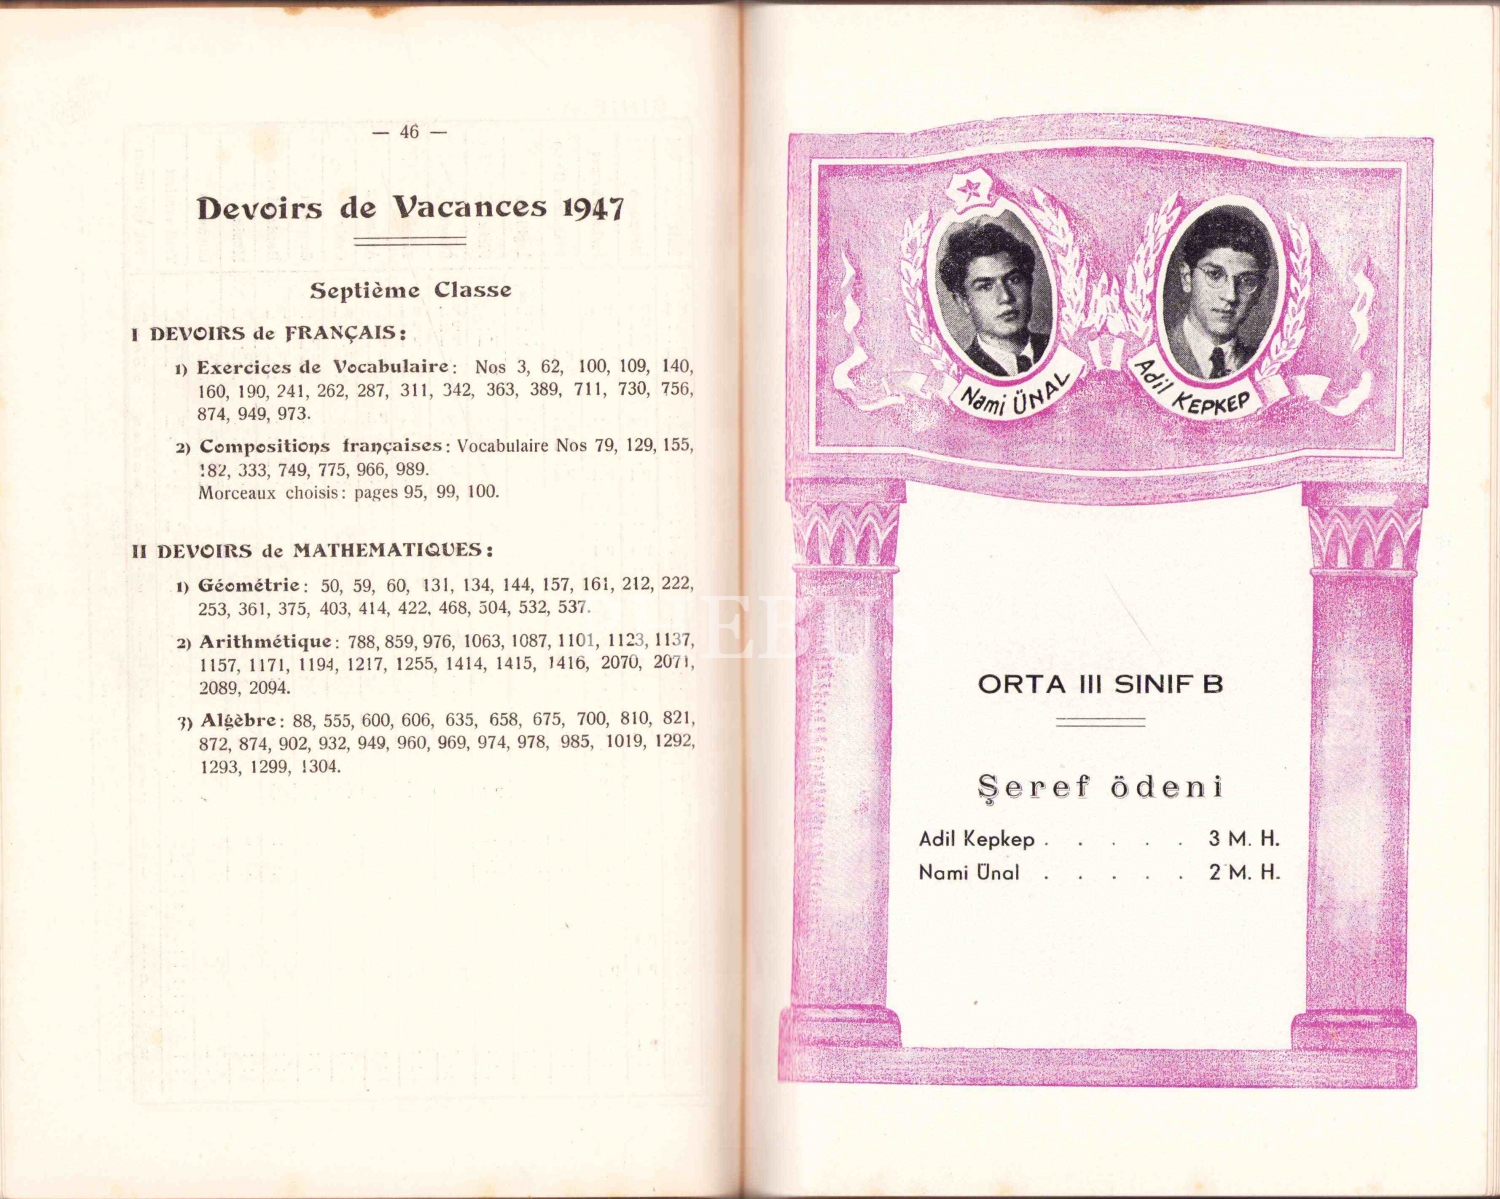 — 46 —
Devoirs de Vacances 1947
Septième Classe
I DEVOIRS de FRANÇAIS:
1) Exercices de Vocabulaire: Nos 3, 62, 100, 109, 140,
160, 190, 241, 262, 287, 311, 342, 363, 389, 711, 730, 756,
874, 949, 973.
2) Compositions françaises: Vocabulaire Nos 79, 129, 155,
182, 333, 749, 775, 966, 989.
Morceaux choisis: pages 95, 99, 100.
II DEVOIRS de MATHEMATIQUES:
1) Géométrie: 50, 59, 60, 131, 134, 144, 157, 161, 212, 222,
253, 361, 375, 403, 414, 422, 468, 504, 532, 537.
2) Arithmétique: 788, 859, 976, 1063, 1087, 1101, 1123, 1137,
1157, 1171, 1194, 1217, 1255, 1414, 1415, 1416, 2070, 2071,
2089, 2094.
3) Algèbre: 88, 555, 600, 606, 635, 658, 675, 700, 810, 821,
872, 874, 902, 932, 949, 960, 969, 974, 978, 985, 1019, 1292,
1293, 1299, 1304.
Nami ÜNAL
Adil KEPKEP
ORTA III SINIF B
Şeref ödeni
Adil Kepkep . . . . . 3 M. H.
Nami Ünal . . . . . 2 M. H.